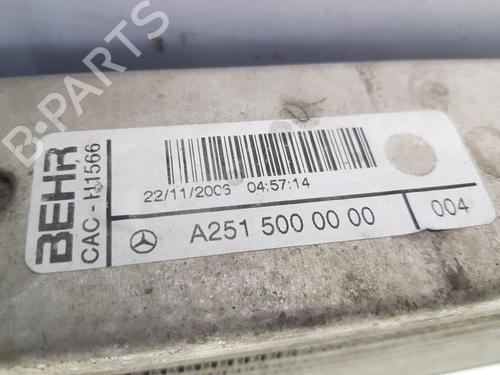 BEHR
CAC - H1566
22/11/2006 04:57:14
A251 500 00 00
004
B-PARTS